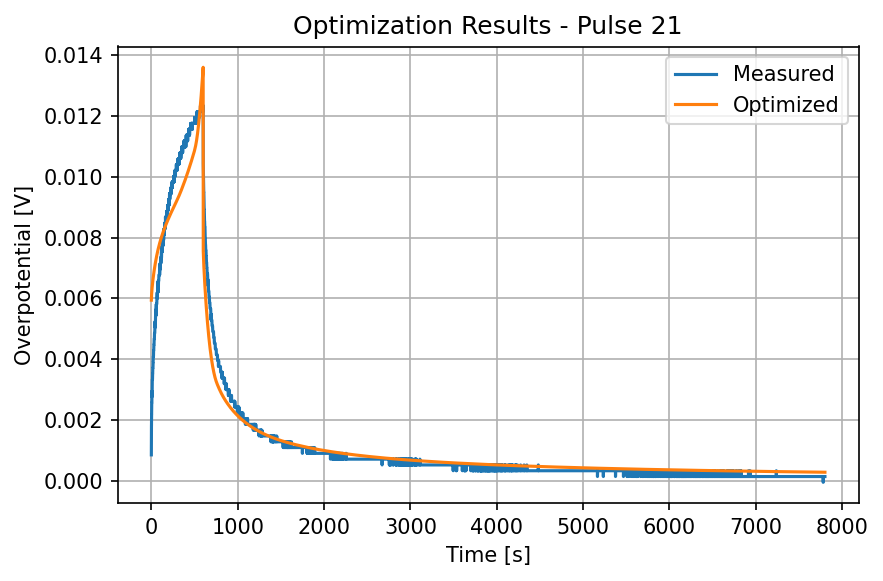 Optimization Results - Pulse 21
Measured
Optimized
0.014
0.012
0.010
0.008
0.006
0.004
0.002
0.000
Overpotential [V]
0 1000 2000 3000 4000 5000 6000 7000 8000
Time [s]